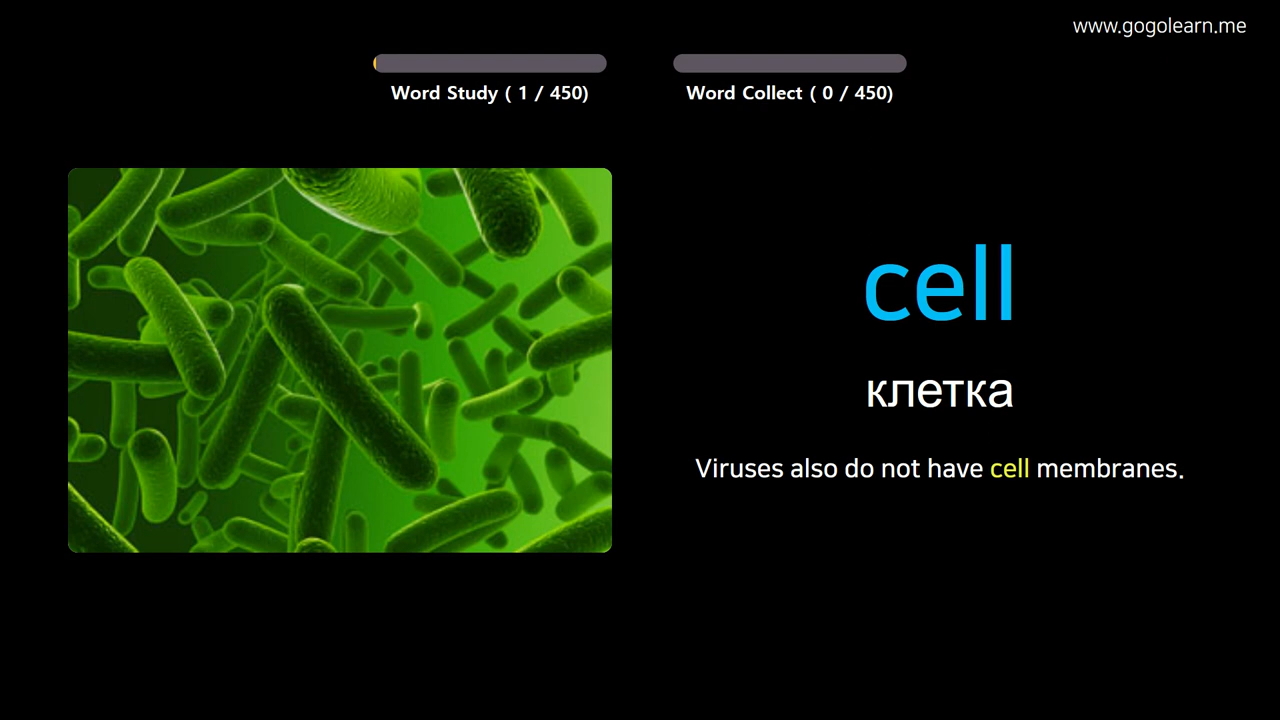 www.gogolearn.me
Word Study ( 1 / 450)
Word Collect ( 0 / 450)
cell
клетка
Viruses also do not have cell membranes.